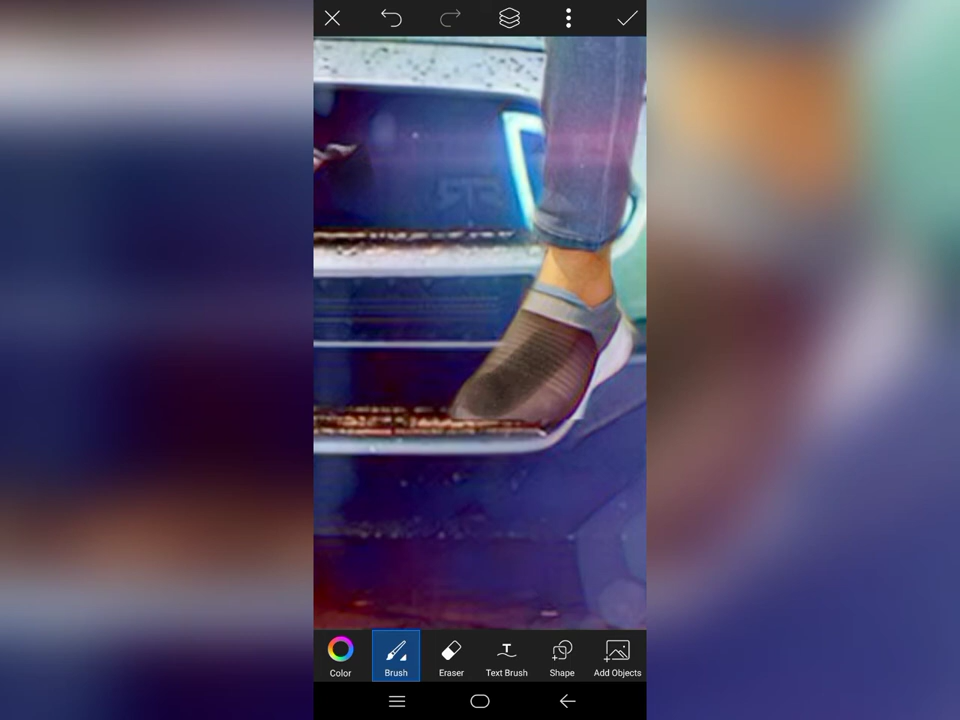 Color
Brush
Eraser
Text Brush
Shape
Add Objects